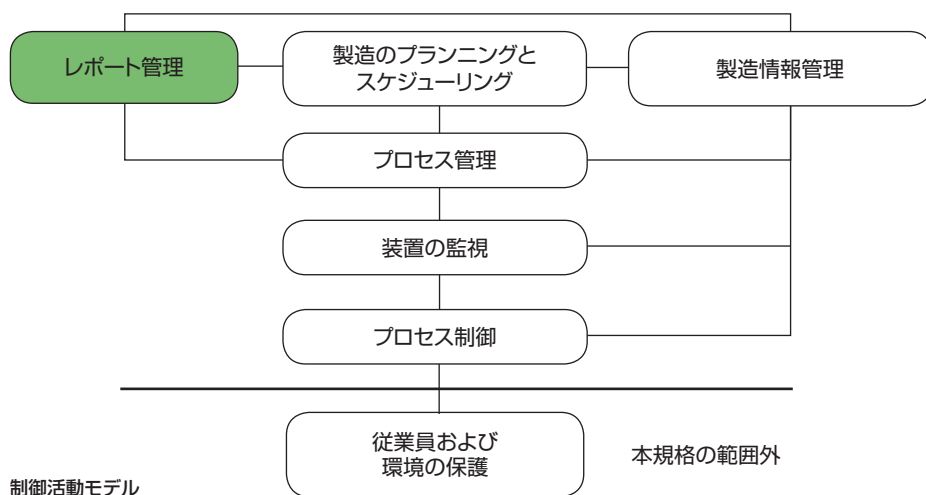 レポート管理
製造のプランニングと
スケジューリング
製造情報管理
プロセス管理
装置の監視
プロセス制御
従業員および
環境の保護
本規格の範囲外
制御活動モデル